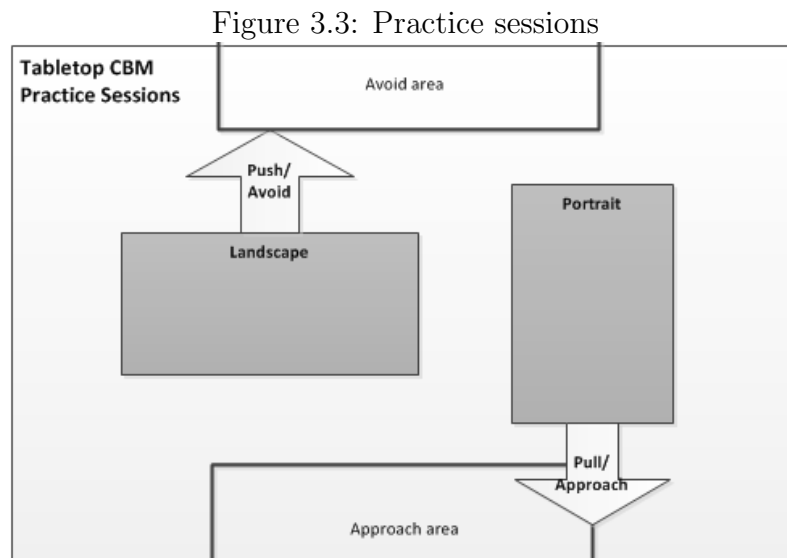 Figure 3.3: Practice sessions
Tabletop CBM
Practice Sessions
Avoid area
Push/
Avoid
Portrait
Landscape
Pull/
Approach
Approach area